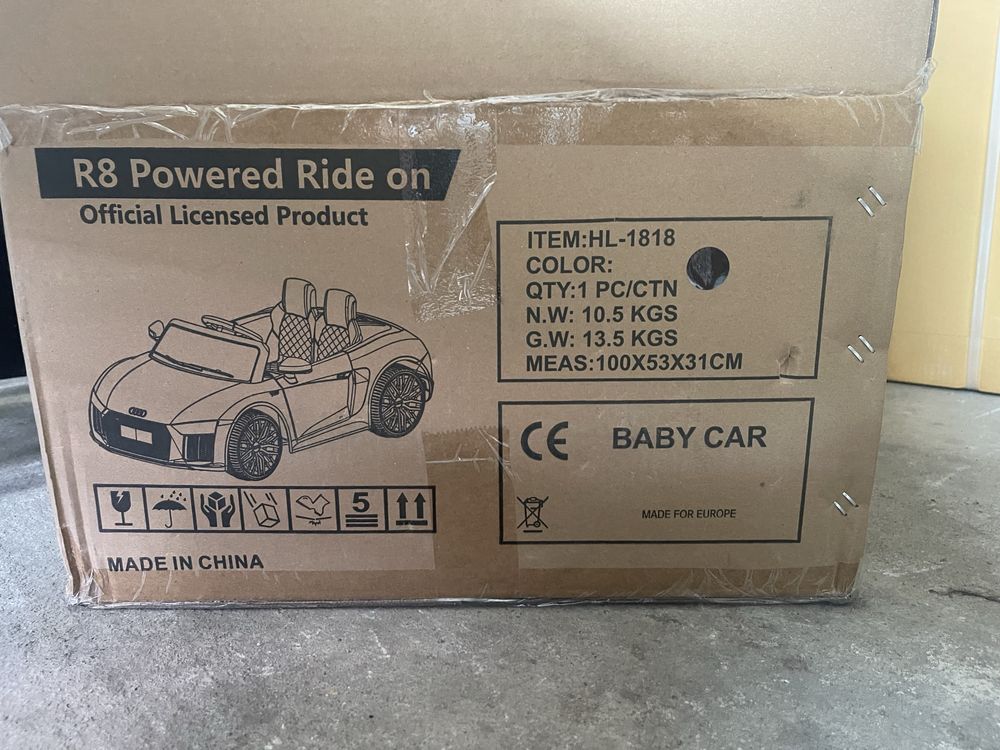 R8 Powered Ride on
Official Licensed Product
ITEM:HL-1818
COLOR:
QTY:1 PC/CTN
N.W: 10.5 KGS
G.W: 13.5 KGS
MEAS:100X53X31CM
CE BABY CAR
MADE FOR EUROPE
5
MADE IN CHINA